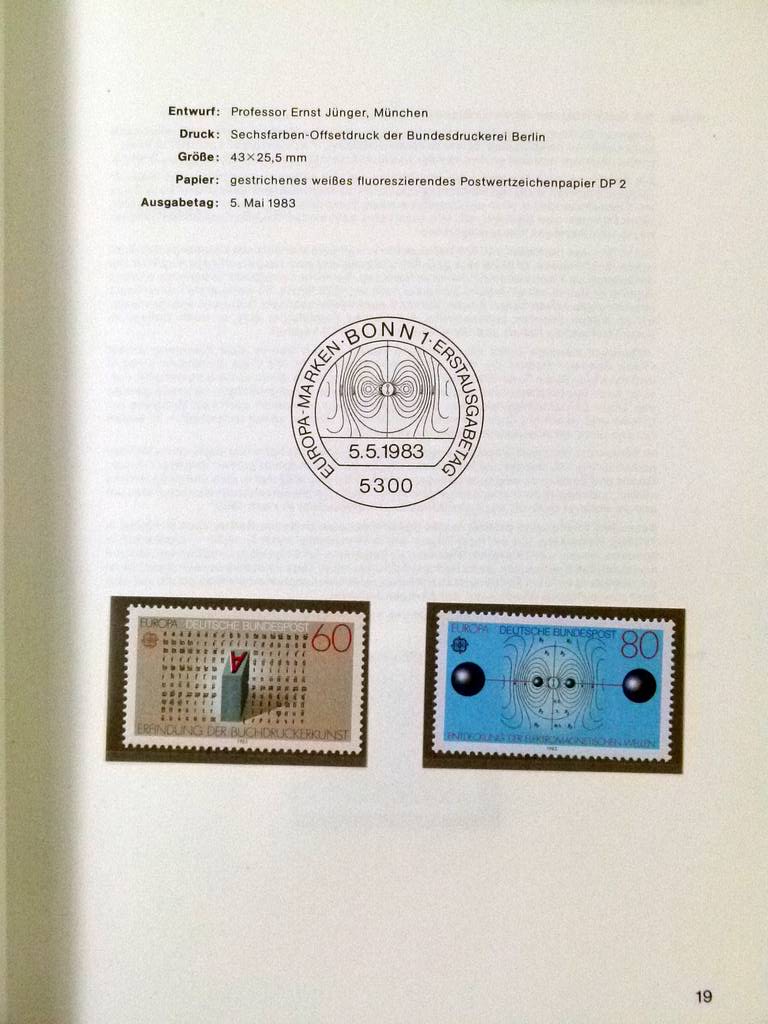 Entwurf: Professor Ernst Jünger, München
Druck: Sechsfarben-Offsetdruck der Bundesdruckerei Berlin
Größe: 43×25,5 mm
Papier: gestrichenes weißes fluoreszierendes Postwertzeichenpapier DP 2
Ausgabetag: 5. Mai 1983
EUROPA-MARKEN · BONN 1 · ERSTAUSGABETAG
5.5.1983
5300
EUROPA DEUTSCHE BUNDESPOST 60
A
ERFINDUNG DER BUCHDRUCKERKUNST
1983
EUROPA DEUTSCHE BUNDESPOST 80
ENTDECKUNG DER ELEKTROMAGNETISCHEN WELLEN
1983
19